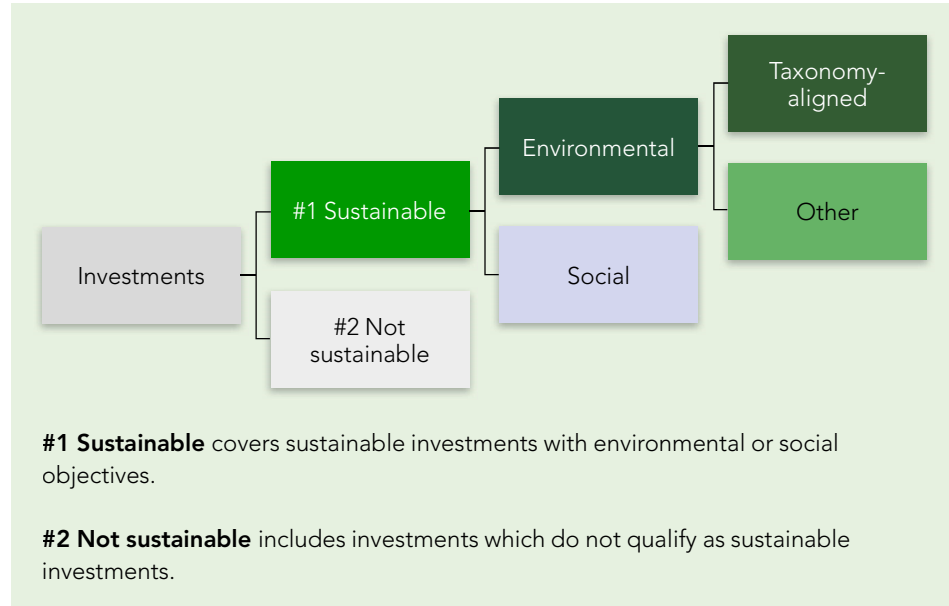 Taxonomy-
aligned
Environmental
#1 Sustainable
Other
Investments
Social
#2 Not
sustainable
#1 Sustainable covers sustainable investments with environmental or social
objectives.
#2 Not sustainable includes investments which do not qualify as sustainable
investments.